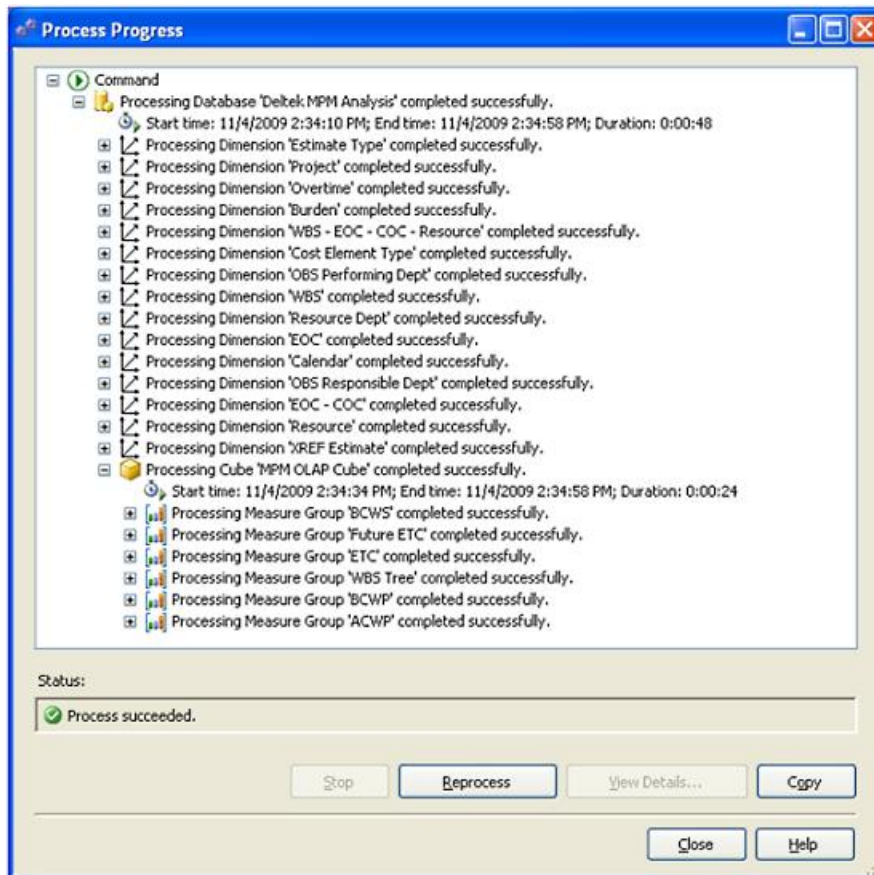 Process Progress
Command
Processing Database 'Deltek MPM Analysis' completed successfully.
Start time: 11/4/2009 2:34:10 PM; End time: 11/4/2009 2:34:58 PM; Duration: 0:00:48
Processing Dimension 'Estimate Type' completed successfully.
Processing Dimension 'Project' completed successfully.
Processing Dimension 'Overtime' completed successfully.
Processing Dimension 'Burden' completed successfully.
Processing Dimension 'WBS - EOC - COC - Resource' completed successfully.
Processing Dimension 'Cost Element Type' completed successfully.
Processing Dimension 'OBS Performing Dept' completed successfully.
Processing Dimension 'WBS' completed successfully.
Processing Dimension 'Resource Dept' completed successfully.
Processing Dimension 'EOC' completed successfully.
Processing Dimension 'Calendar' completed successfully.
Processing Dimension 'OBS Responsible Dept' completed successfully.
Processing Dimension 'EOC - COC' completed successfully.
Processing Dimension 'Resource' completed successfully.
Processing Dimension 'XREF Estimate' completed successfully.
Processing Cube 'MPM OLAP Cube' completed successfully.
Start time: 11/4/2009 2:34:34 PM; End time: 11/4/2009 2:34:58 PM; Duration: 0:00:24
Processing Measure Group 'BCWS' completed successfully.
Processing Measure Group 'Future ETC' completed successfully.
Processing Measure Group 'ETC' completed successfully.
Processing Measure Group 'WBS Tree' completed successfully.
Processing Measure Group 'BCWP' completed successfully.
Processing Measure Group 'ACWP' completed successfully.
Status:
Process succeeded.
Stop Reprocess View Details... Copy
Close Help